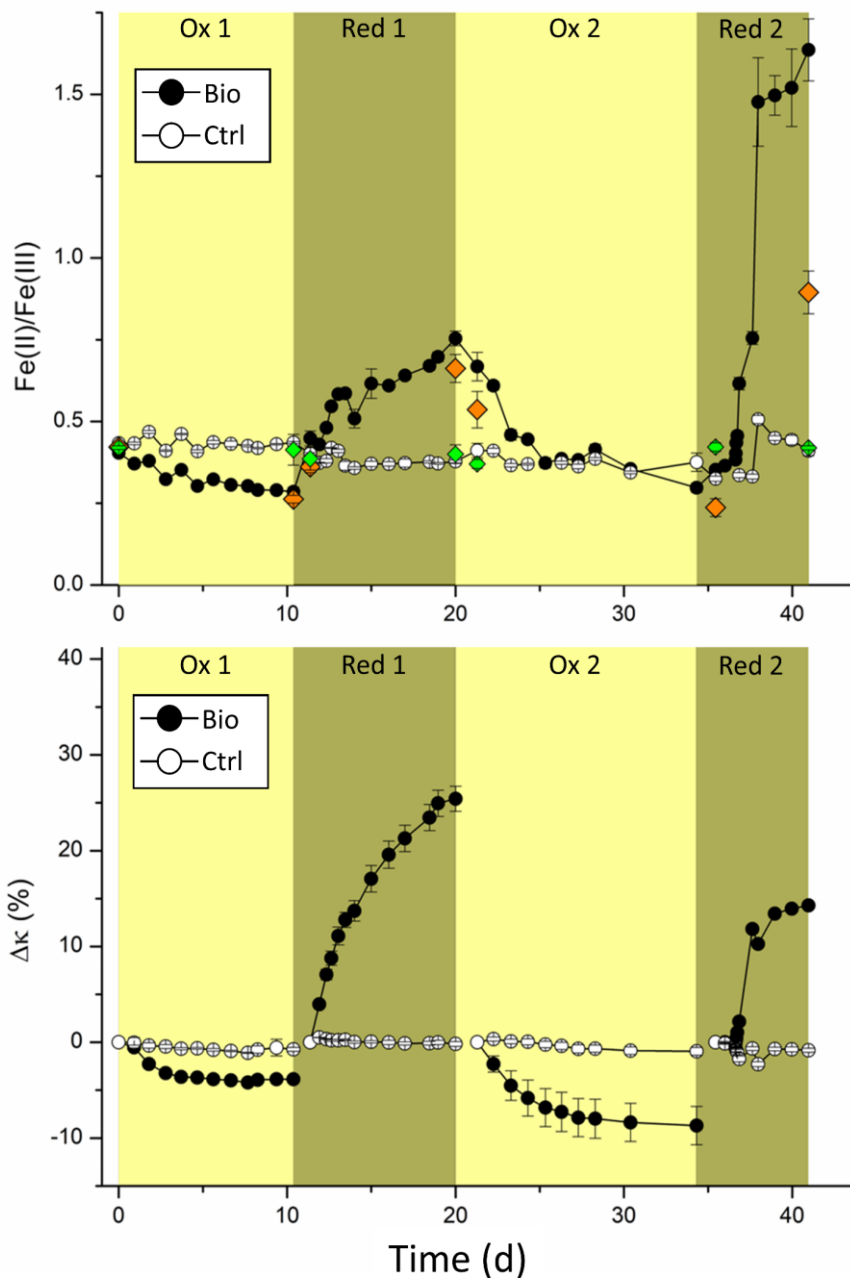 Ox 1 Red 1 Ox 2 Red 2
Bio
Ctrl
1.5
1.0
0.5
0.0
Fe(II)/Fe(III)
0 10 20 30 40
Ox 1 Red 1 Ox 2 Red 2
Bio
Ctrl
40
30
20
10
0
-10
Δκ (%)
0 10 20 30 40
Time (d)